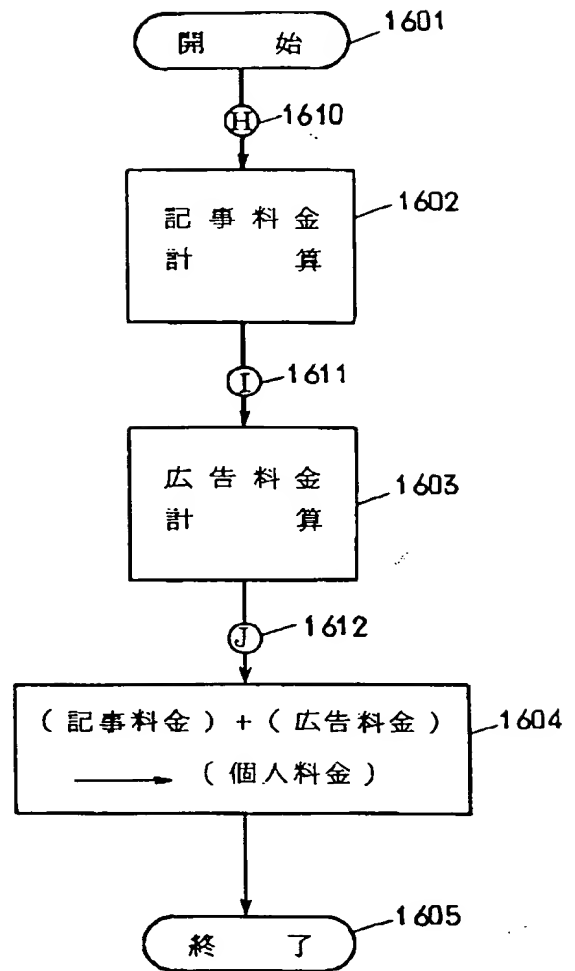 開 始
1601
H
1610
記事料金
1602
計 算
I
1611
広告料金
1603
計 算
J
1612
(記事料金)+(広告料金)
1604
→(個人料金)
終 了
1605